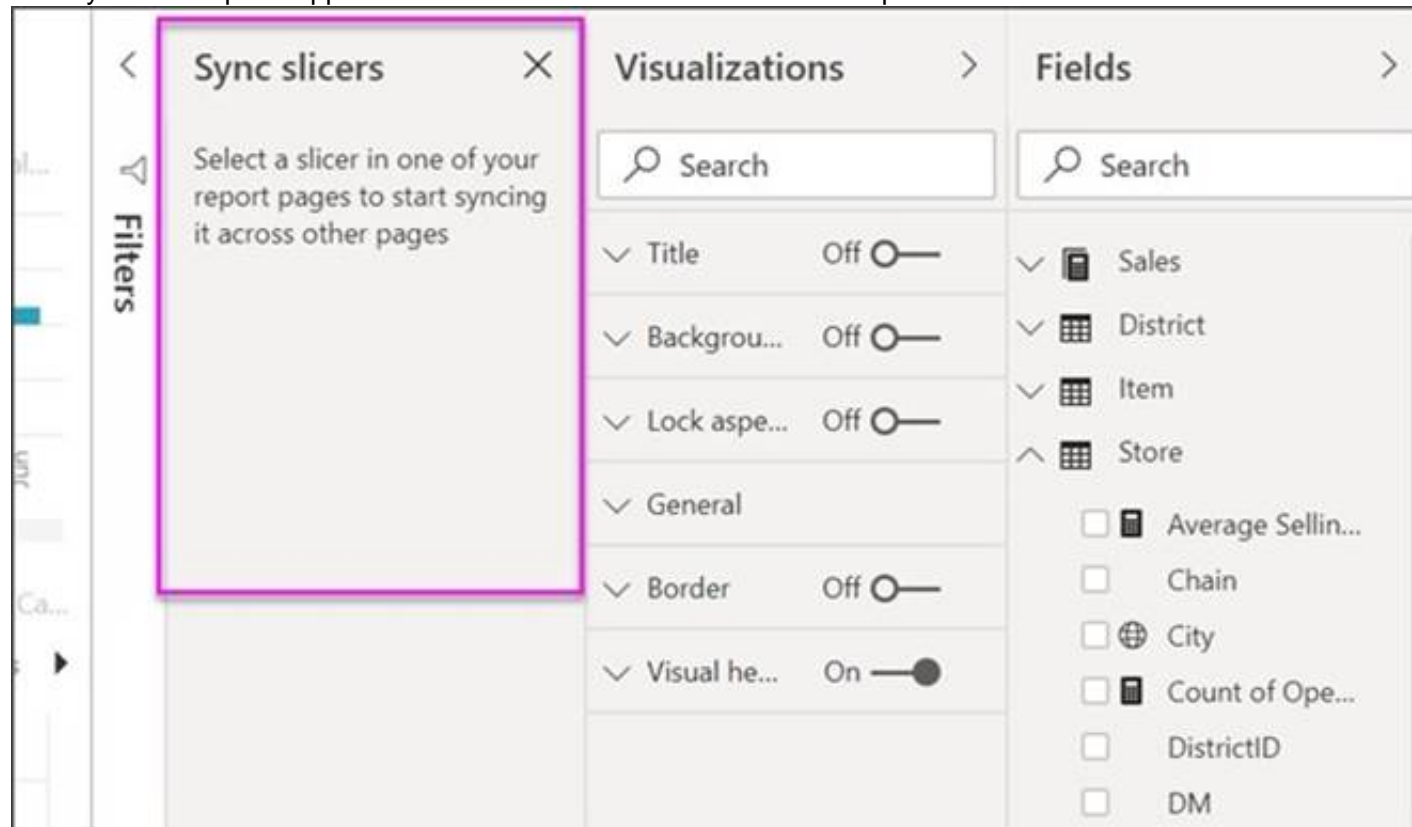 Sync slicers
Select a slicer in one of your
report pages to start syncing
it across other pages
Filters
Visualizations
Search
Title Off
Backgrou... Off
Lock aspe... Off
General
Border Off
Visual he... On
Fields
Search
Sales
District
Item
Store
Average Sellin...
Chain
City
Count of Ope...
DistrictID
DM
Ca...